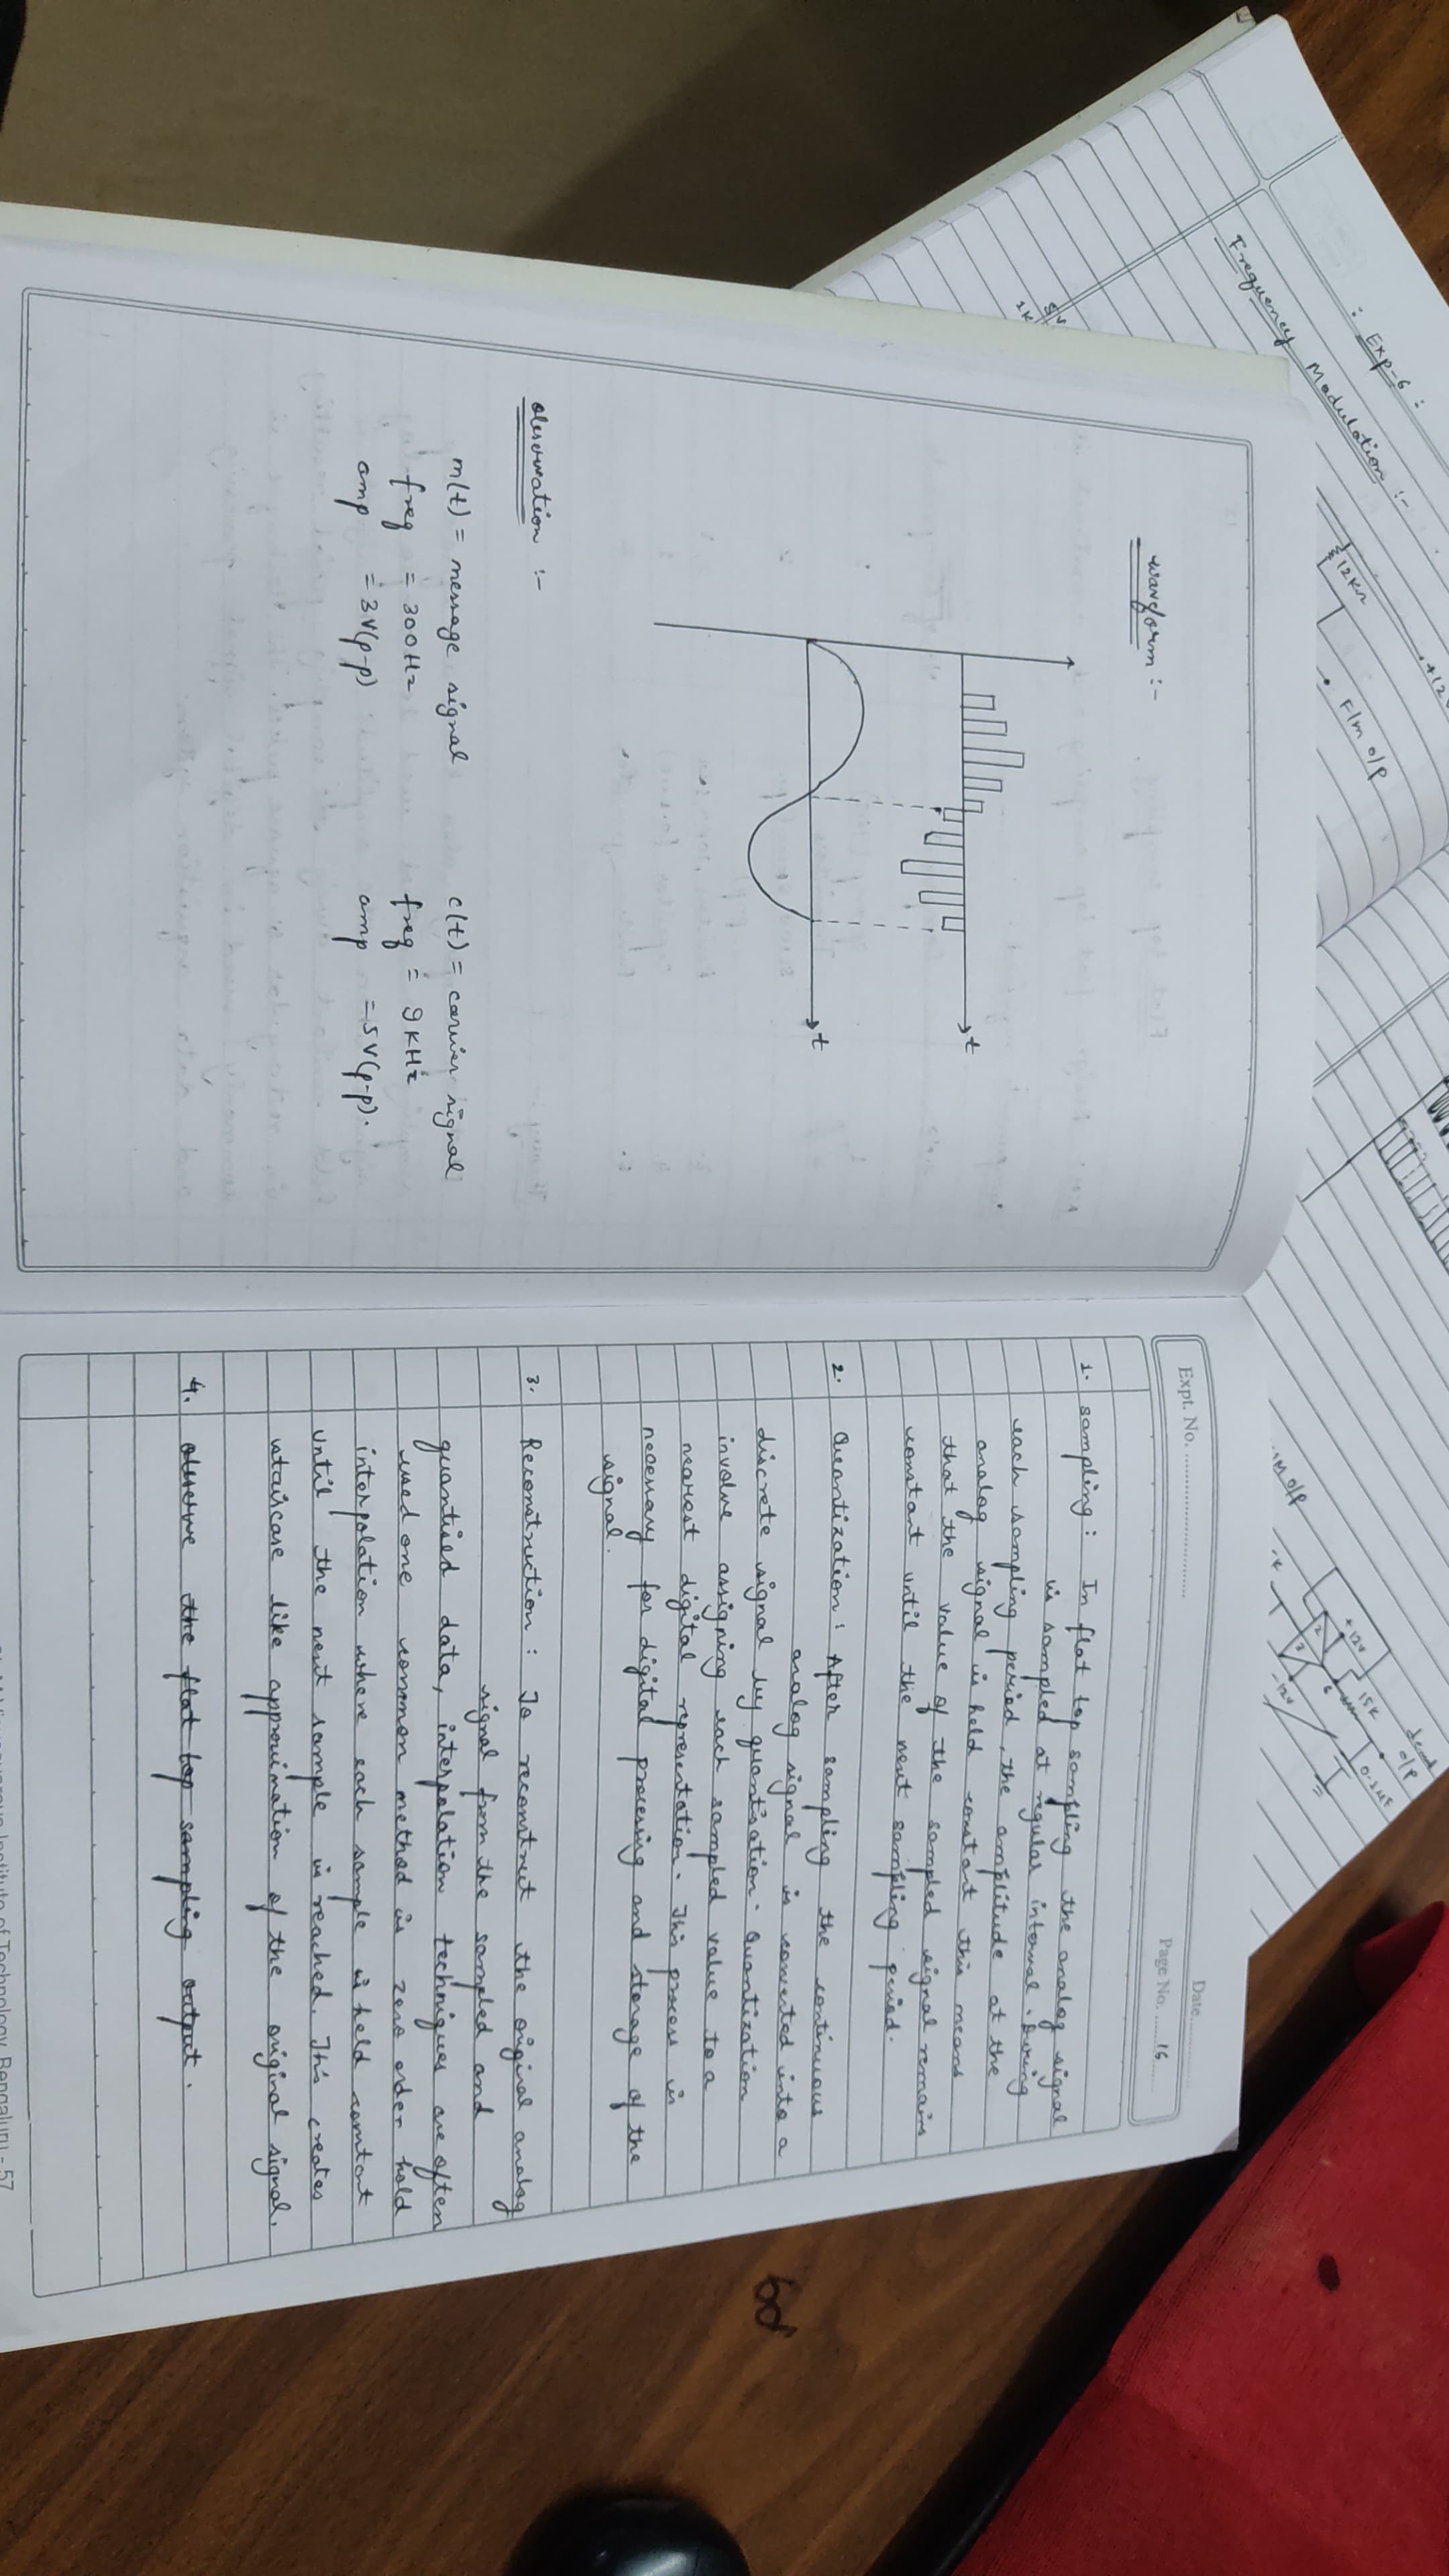 : Exp-6 :
Frequency Modulation :-
+12V
12KΩ
F/m o/p
1K
+12V
15K
demod
o/p
0.1μF
-12V
2
3
6
waveform :-
t
t
observation :-
m(t) = message signal
freq = 300Hz
amp = 3V(p-p)
c(t) = carrier signal
freq = 9KHz
amp = 5V(p-p).
Expt. No.
Date
Page No. 16
1. sampling : In flat top sampling the analog signal
is sampled at regular interval. During
each sampling period, the amplitude at the
analog signal is held constant this means
that the value of the sampled signal remains
constant until the next sampling period.
2. Quantization : After sampling the continuous
analog signal is converted into a
discrete signal by quantisation. Quantization
involve assigning each sampled value to a
nearest digital representation. This process is
necessary for digital processing and storage of the
signal.
3. Reconstruction : To reconstruct the original analog
signal from the sampled and
quantised data, interpolation techniques are often
used one common method is zero order hold
interpolation where each sample is held constant
until the next sample is reached. This creates
staircase like approximation of the original signal.
4. observe the flat top sampling output.
Institute of Technology, Bengaluru - 57